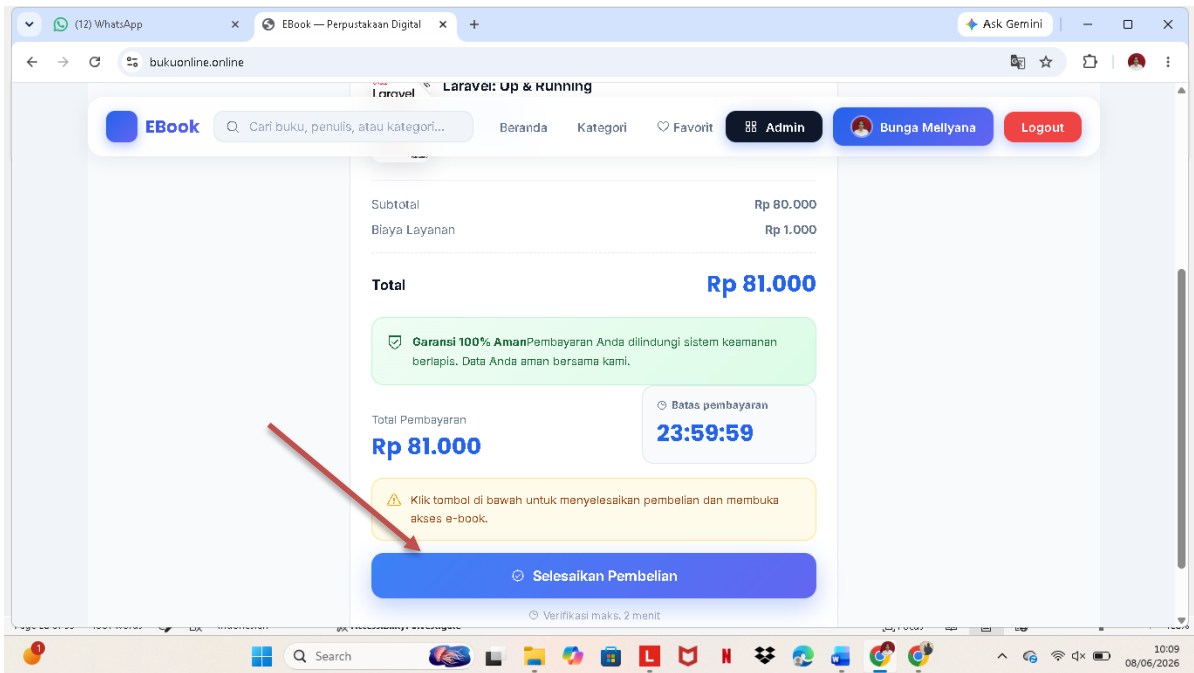 (12) WhatsApp
EBook — Perpustakaan Digital
Ask Gemini
bukuonline.online
Laravel
Laravel: Up & Running
EBook
Cari buku, penulis, atau kategori...
Beranda
Kategori
Favorit
Admin
Bunga Mellyana
Logout
Subtotal Rp 80.000
Biaya Layanan Rp 1.000
Total Rp 81.000
Garansi 100% AmanPembayaran Anda dilindungi sistem keamanan
berlapis. Data Anda aman bersama kami.
Batas pembayaran
Total Pembayaran
23:59:59
Rp 81.000
Klik tombol di bawah untuk menyelesaikan pembelian dan membuka
akses e-book.
Selesaikan Pembelian
Verifikasi maks. 2 menit
1
Search
10:09
08/06/2026